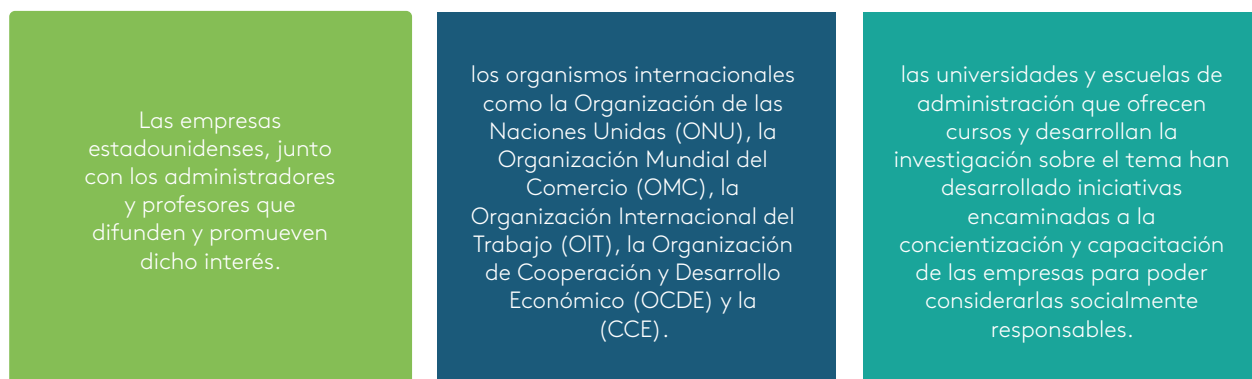 Las empresas
estadounidenses, junto
con los administradores
y profesores que
difunden y promueven
dicho interés.
los organismos internacionales
como la Organización de las
Naciones Unidas (ONU), la
Organización Mundial del
Comercio (OMC), la
Organización Internacional del
Trabajo (OIT), la Organización
de Cooperación y Desarrollo
Económico (OCDE) y la
(CCE).
las universidades y escuelas de
administración que ofrecen
cursos y desarrollan la
investigación sobre el tema han
desarrollado iniciativas
encaminadas a la
concientización y capacitación
de las empresas para poder
considerarlas socialmente
responsables.